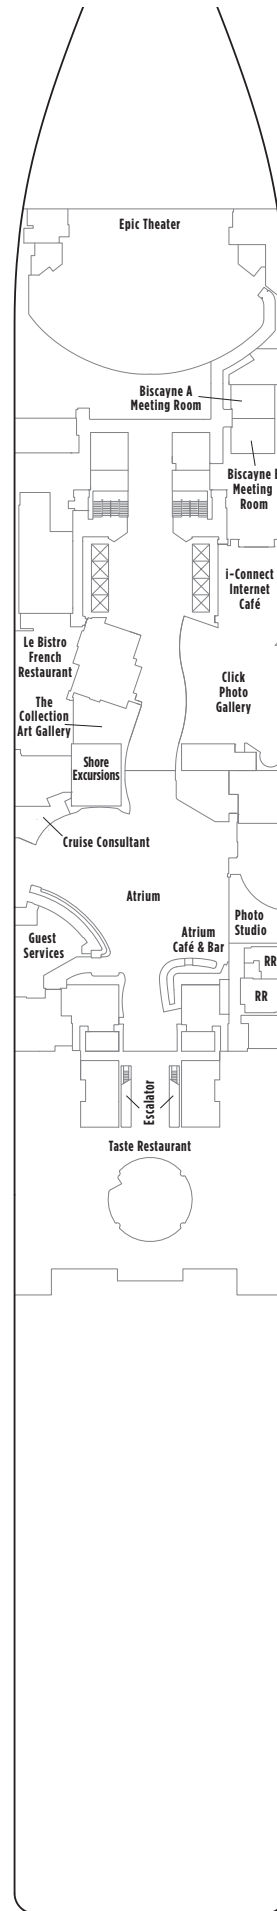 Epic Theater
Biscayne A
Meeting Room
Biscayne
Meeting
Room
i-Connect
Internet
Café
Le Bistro
French
Restaurant
Click
Photo
Gallery
The
Collection
Art Gallery
Shore
Excursions
Cruise Consultant
Atrium
Photo
Studio
Guest
Services
Atrium
Café & Bar
RR
RR
Escalator
Taste Restaurant